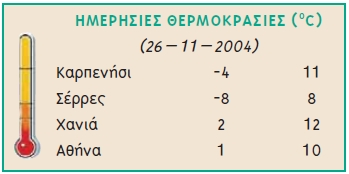 ΗΜΕΡΗΣΙΕΣ ΘΕΡΜΟΚΡΑΣΙΕΣ (°C)
(26 – 11 – 2004)
Καρπενήσι -4 11
Σέρρες -8 8
Χανιά 2 12
Αθήνα 1 10